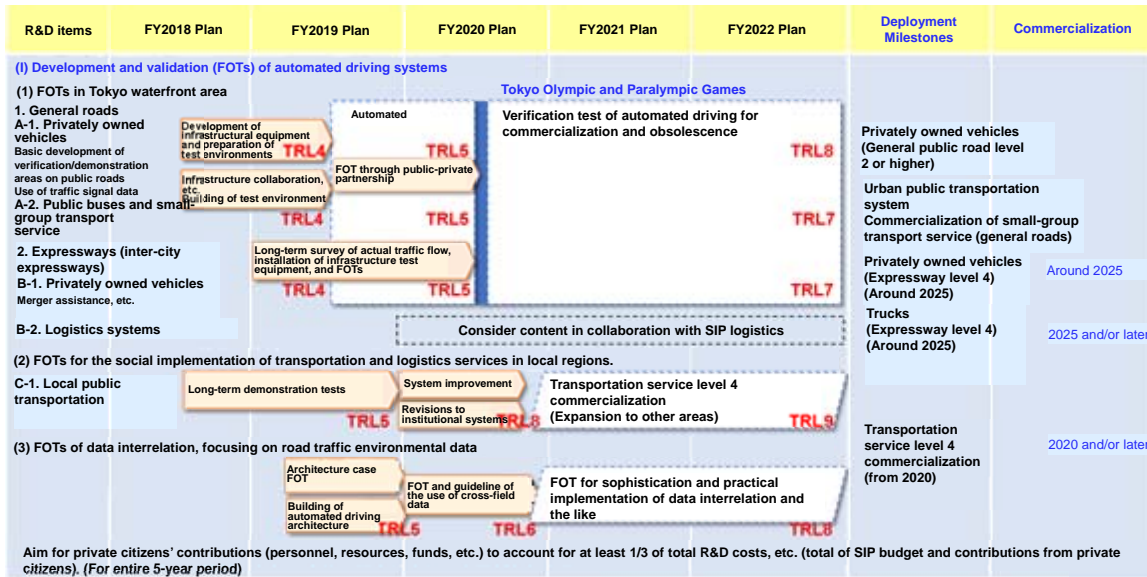 R&D items
FY2018 Plan
FY2019 Plan
FY2020 Plan
FY2021 Plan
FY2022 Plan
Deployment
Milestones
Commercialization
(I) Development and validation (FOTs) of automated driving systems
(1) FOTs in Tokyo waterfront area
Tokyo Olympic and Paralympic Games
1. General roads
A-1. Privately owned
vehicles
Basic development of
verification/demonstration
areas on public roads
Use of traffic signal data
A-2. Public buses and small-
group transport
service
Development of
infrastructural equipment
and preparation of
test environments
TRL4
Automated
TRL5
Verification test of automated driving for
commercialization and obsolescence
TRL8
Privately owned vehicles
(General public road level
2 or higher)
Infrastructure collaboration,
etc.
Building of test environment
TRL4
FOT through public-private
partnership
TRL5
TRL7
Urban public transportation
system
Commercialization of small-group
transport service (general roads)
2. Expressways (inter-city
expressways)
B-1. Privately owned vehicles
Merger assistance, etc.
Long-term survey of actual traffic flow,
installation of infrastructure test
equipment, and FOTs
TRL4
TRL5
TRL7
Privately owned vehicles
(Expressway level 4)
(Around 2025)
Around 2025
B-2. Logistics systems
Consider content in collaboration with SIP logistics
Trucks
(Expressway level 4)
(Around 2025)
2025 and/or later
(2) FOTs for the social implementation of transportation and logistics services in local regions.
C-1. Local public
transportation
Long-term demonstration tests
TRL5
System improvement
Revisions to
institutional systems
TRL8
Transportation service level 4
commercialization
(Expansion to other areas)
TRL9
Transportation
service level 4
commercialization
(from 2020)
2020 and/or later
(3) FOTs of data interrelation, focusing on road traffic environmental data
Architecture case
FOT
Building of
automated driving
architecture
TRL5
FOT and guideline of
the use of cross-field
data
TRL6
FOT for sophistication and practical
implementation of data interrelation and
the like
TRL8
Aim for private citizens' contributions (personnel, resources, funds, etc.) to account for at least 1/3 of total R&D costs, etc. (total of SIP budget and contributions from private
citizens). (For entire 5-year period)